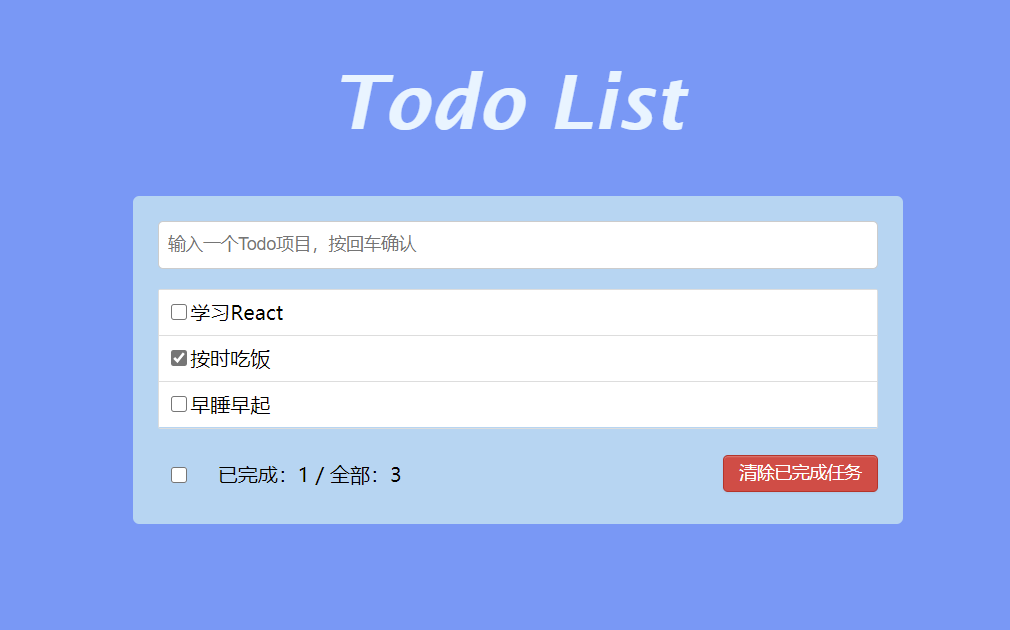 Todo List
输入一个Todo项目，按回车确认
学习React
按时吃饭
早睡早起
已完成：1 / 全部：3
清除已完成任务